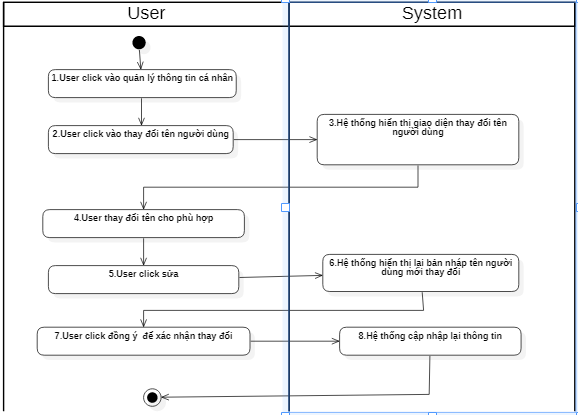 User
System
1.User click vào quản lý thông tin cá nhân
2.User click vào thay đổi tên người dùng
3.Hệ thống hiển thị giao diện thay đổi tên
người dùng
4.User thay đổi tên cho phù hợp
5.User click sửa
6.Hệ thống hiển thị lại bản nháp tên người
dùng mới thay đổi
7.User click đồng ý để xác nhận thay đổi
8.Hệ thống cập nhập lại thông tin